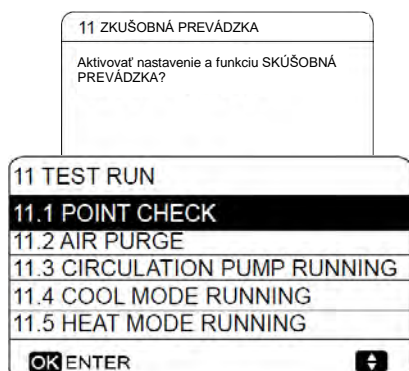 11 ZKUŠOBNÁ PREVÁDZKA
Aktivovať nastavenie a funkciu SKÚŠOBNÁ
PREVÁDZKA?
11 TEST RUN
11.1 POINT CHECK
11.2 AIR PURGE
11.3 CIRCULATION PUMP RUNNING
11.4 COOL MODE RUNNING
11.5 HEAT MODE RUNNING
OK ENTER